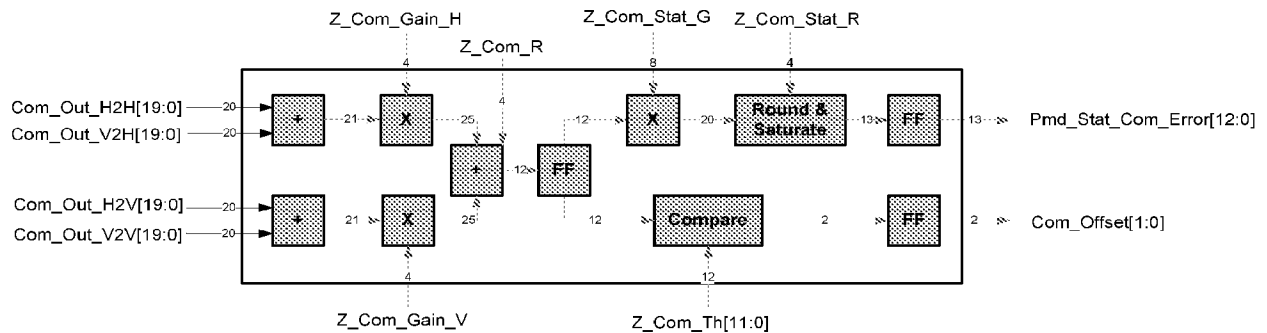 Z_Com_Gain_H
Z_Com_Stat_G
Z_Com_Stat_R
Z_Com_R
4
8
4
4
Com_Out_H2H[19:0]
20
Com_Out_V2H[19:0]
20
+
21
X
25
12
X
20
Round &
Saturate
13
FF
13
Pmd_Stat_Com_Error[12:0]
+
12
FF
Com_Out_H2V[19:0]
20
Com_Out_V2V[19:0]
20
+
21
X
25
12
Compare
2
FF
2
Com_Offset[1:0]
4
12
Z_Com_Gain_V
Z_Com_Th[11:0]